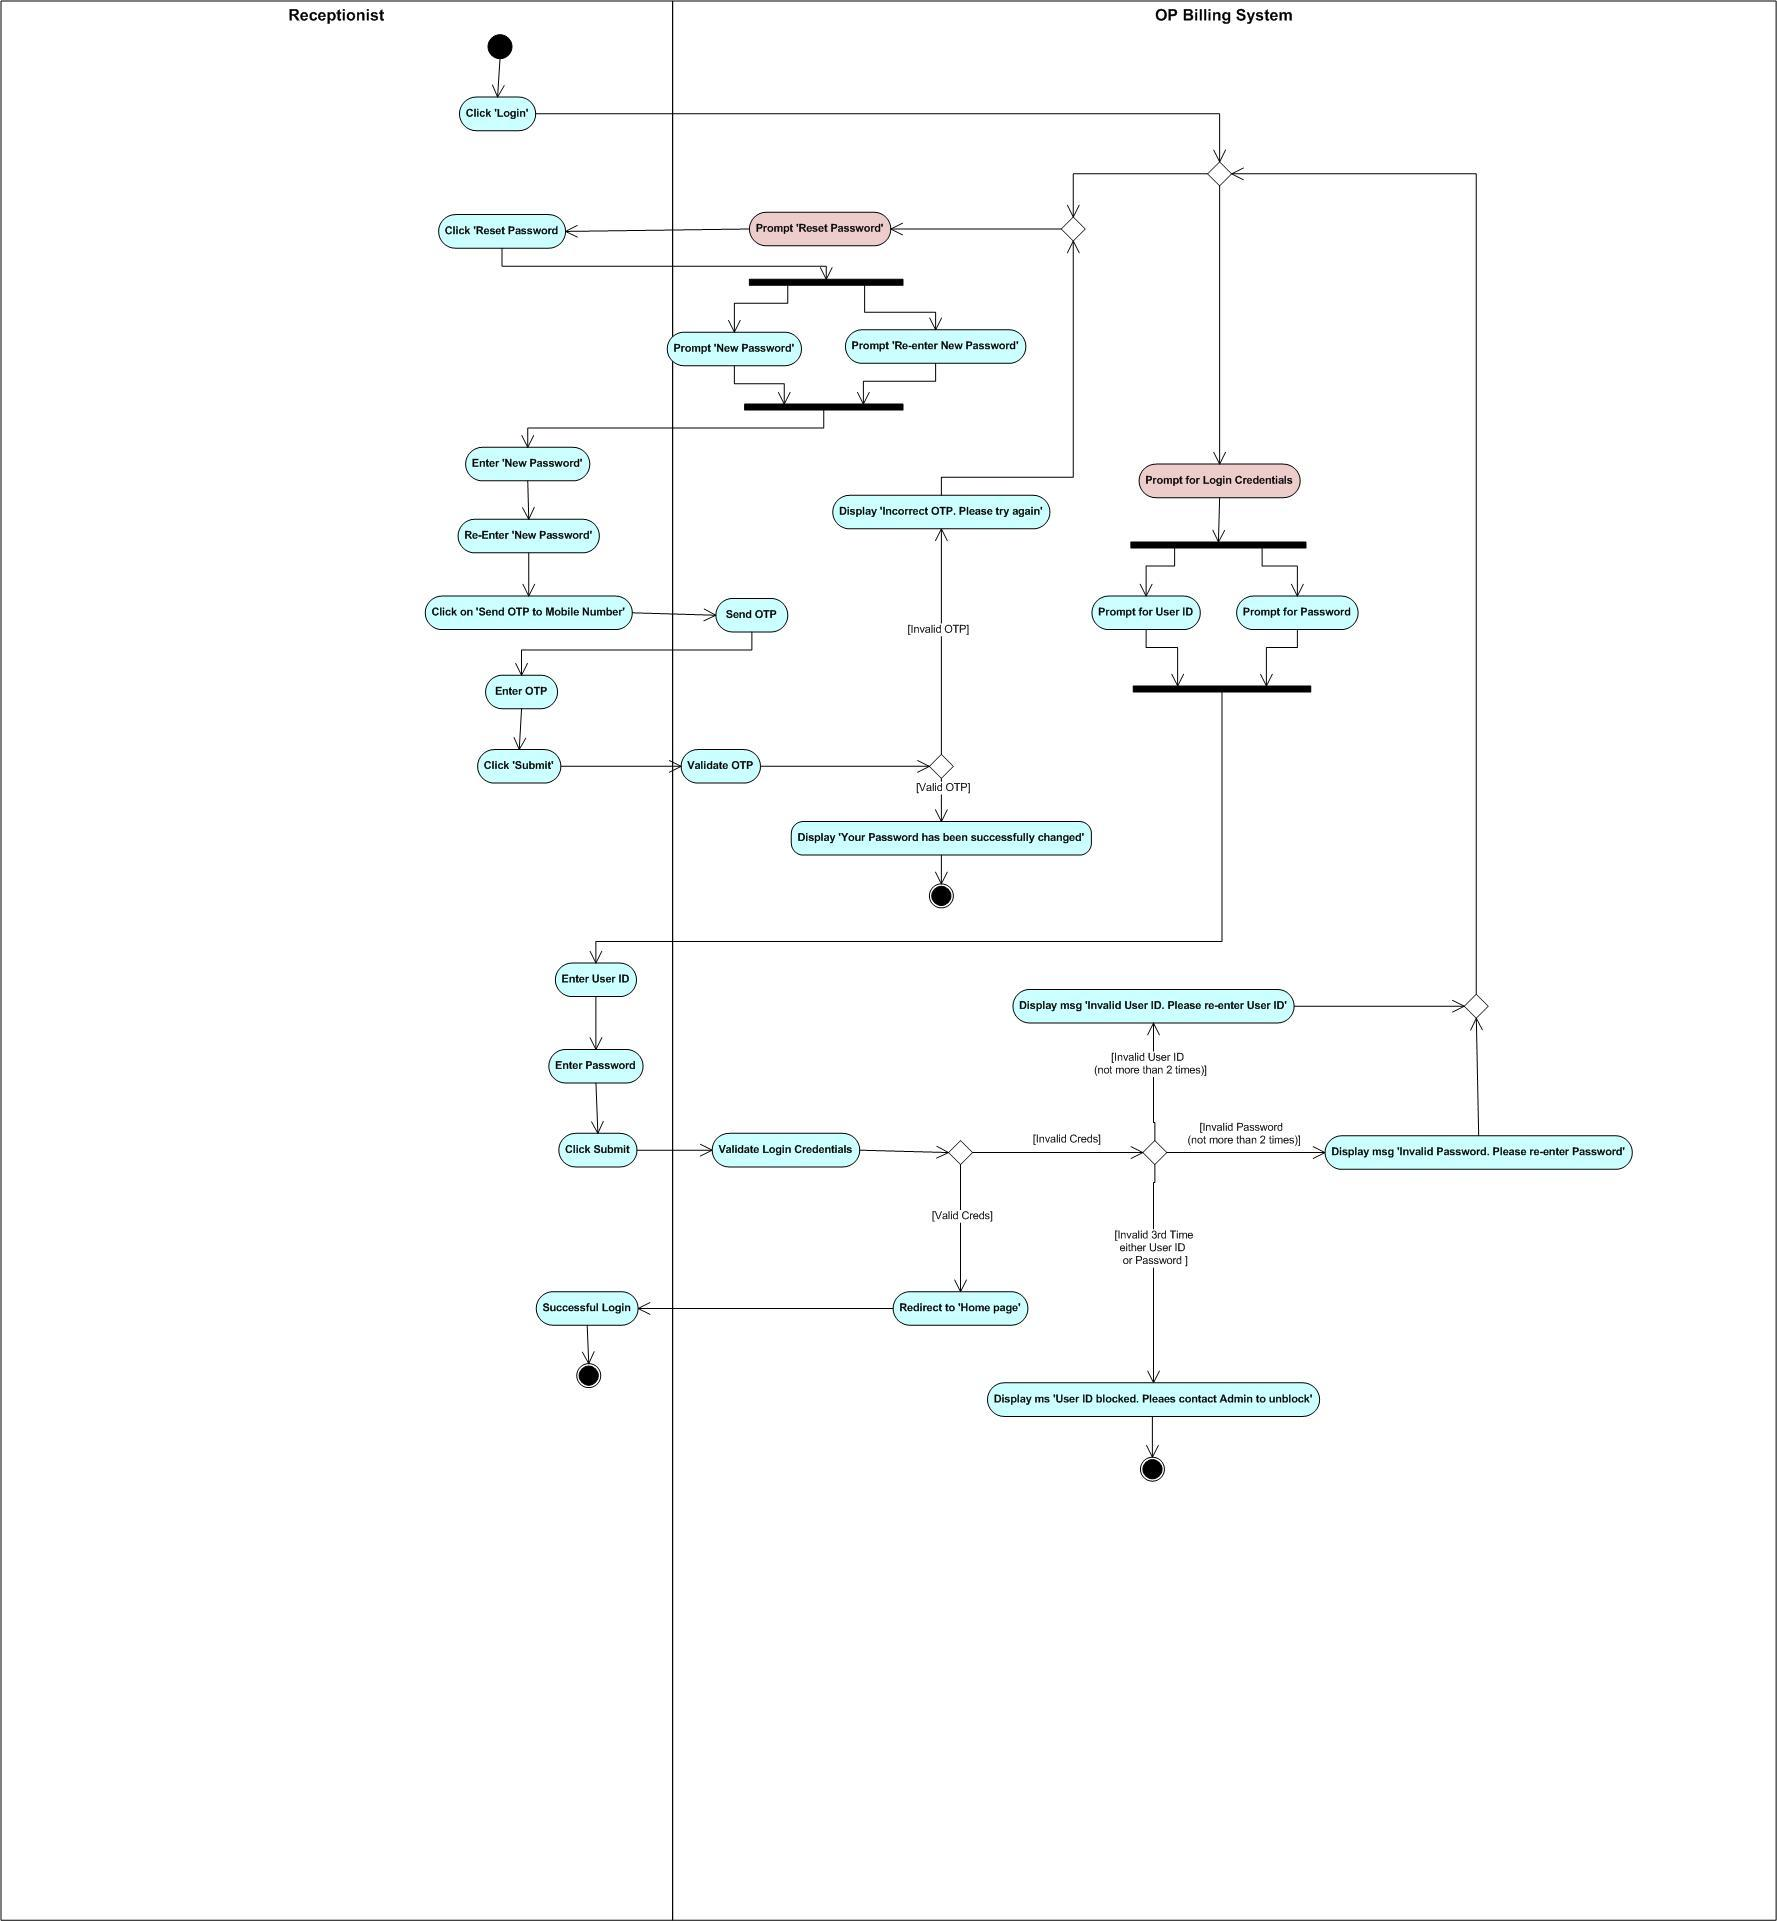 Receptionist
OP Billing System
Click 'Login'
Click 'Reset Password
Prompt 'Reset Password'
Prompt 'New Password'
Prompt 'Re-enter New Password'
Enter 'New Password'
Prompt for Login Credentials
Display 'Incorrect OTP. Please try again'
Re-Enter 'New Password'
Click on 'Send OTP to Mobile Number'
Send OTP
Prompt for User ID
Prompt for Password
[Invalid OTP]
Enter OTP
Click 'Submit'
Validate OTP
[Valid OTP]
Display 'Your Password has been successfully changed'
Enter User ID
Display msg 'Invalid User ID. Please re-enter User ID'
Enter Password
[Invalid User ID
(not more than 2 times)]
Click Submit
Validate Login Credentials
[Invalid Creds]
[Invalid Password
(not more than 2 times)]
Display msg 'Invalid Password. Please re-enter Password'
[Valid Creds]
[Invalid 3rd Time
either User ID
or Password ]
Successful Login
Redirect to 'Home page'
Display ms 'User ID blocked. Pleaes contact Admin to unblock'